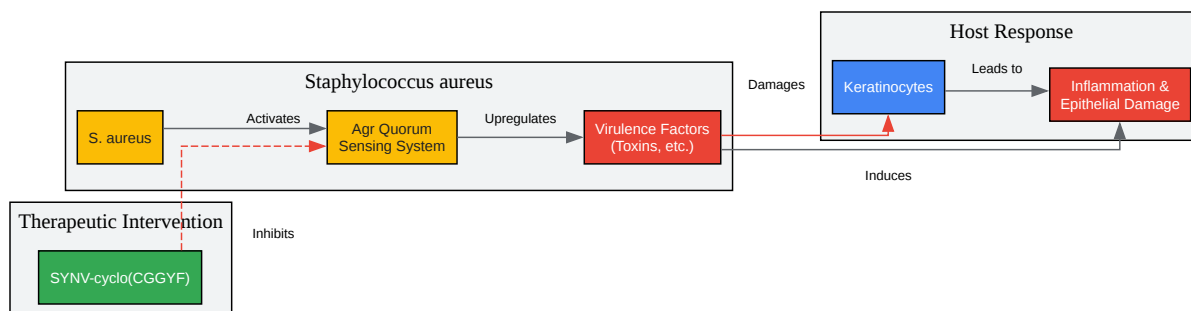 Host Response
Staphylococcus aureus
Damages
Keratinocytes
Leads to
Inflammation &
Epithelial Damage
S. aureus
Activates
Agr Quorum
Sensing System
Upregulates
Virulence Factors
(Toxins, etc.)
Induces
Therapeutic Intervention
Inhibits
SYNV-cyclo(CGGYF)